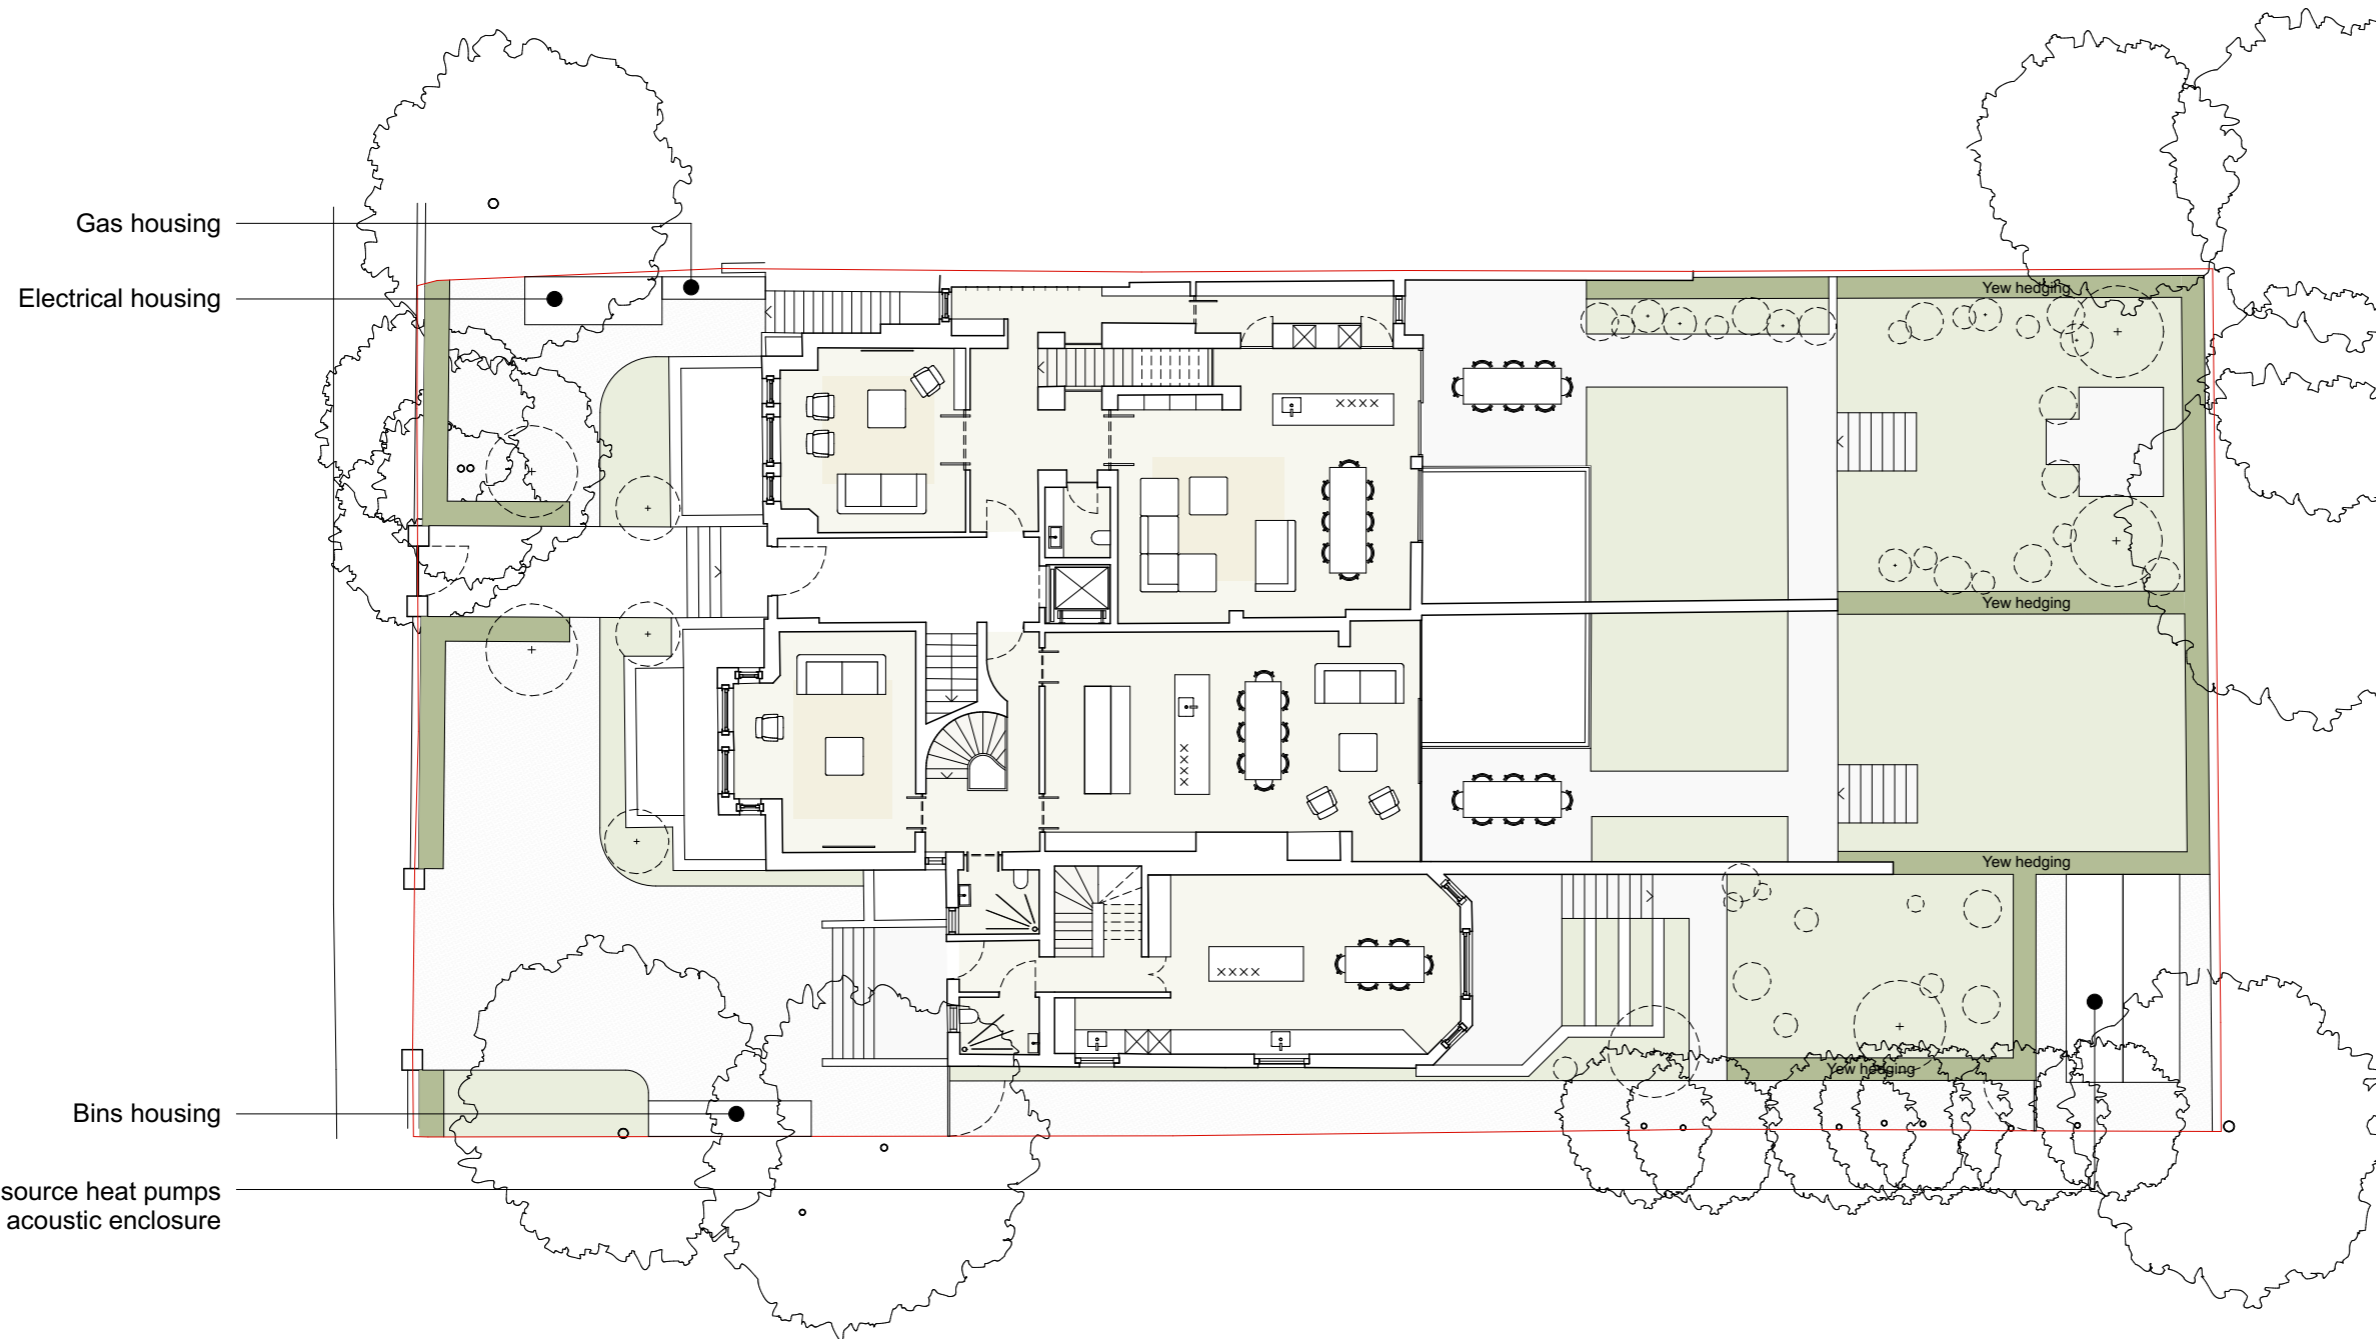 Gas housing
Electrical housing
Bins housing
source heat pumps
acoustic enclosure
Yew hedging
Yew hedging
Yew hedging
Yew hedging